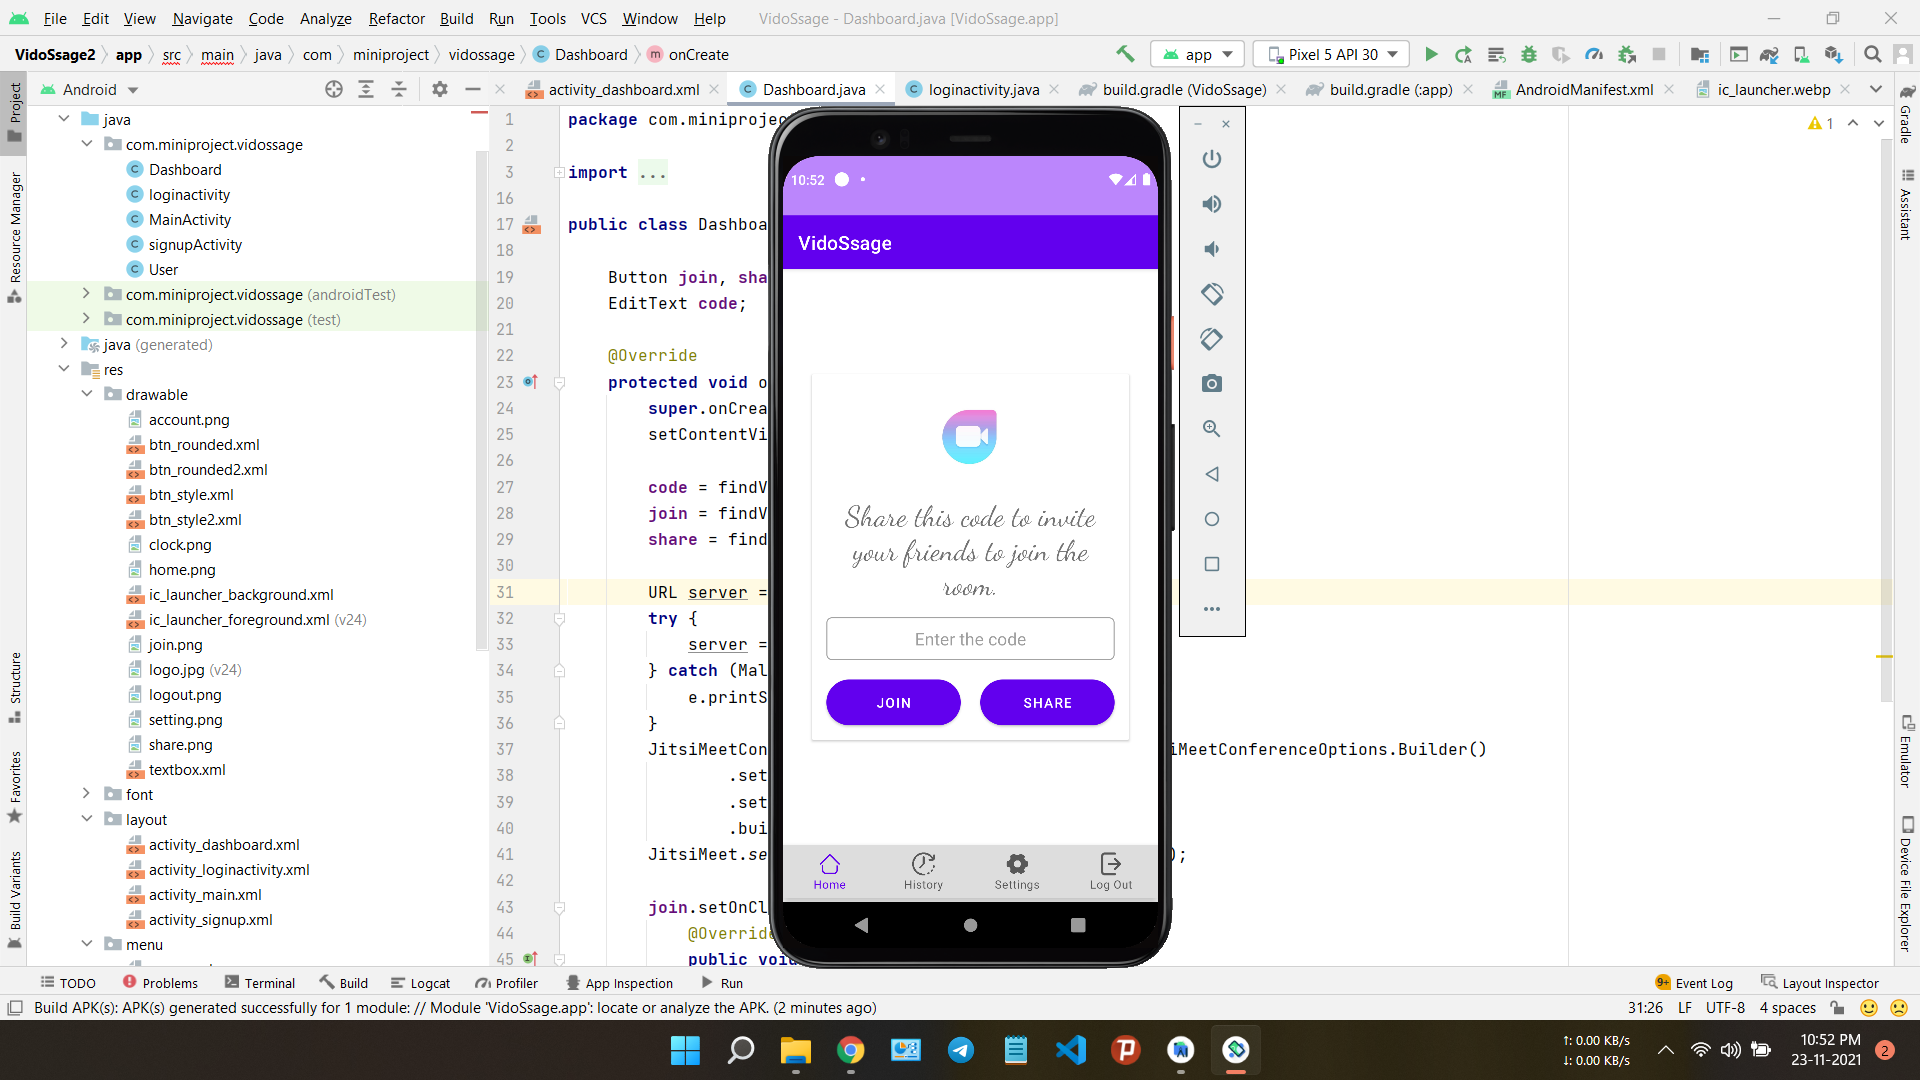 File Edit View Navigate Code Analyze Refactor Build Run Tools VCS Window Help VidoSsage - Dashboard.java [VidoSsage.app]
VidoSsage2 app src main java com miniproject vidossage Dashboard onCreate app Pixel 5 API 30
Project
Resource Manager
Structure
Favorites
Build Variants
Android
java
com.miniproject.vidossage
Dashboard
loginactivity
MainActivity
signupActivity
User
com.miniproject.vidossage (androidTest)
com.miniproject.vidossage (test)
java (generated)
res
drawable
account.png
btn_rounded.xml
btn_rounded2.xml
btn_style.xml
btn_style2.xml
clock.png
home.png
ic_launcher_background.xml
ic_launcher_foreground.xml (v24)
join.png
logo.jpg (v24)
logout.png
setting.png
share.png
textbox.xml
font
layout
activity_dashboard.xml
activity_loginactivity.xml
activity_main.xml
activity_signup.xml
menu
activity_dashboard.xml Dashboard.java loginactivity.java build.gradle (VidoSsage) build.gradle (:app) AndroidManifest.xml ic_launcher.webp
1 package com.miniproject
2
3 import ...
16
17 public class Dashboa
18
19 Button join, sha
20 EditText code;
21
22 @Override
23 protected void o
24 super.onCrea
25 setContentVi
26
27 code = findV
28 join = findV
29 share = find
30
31 URL server =
32 try {
33 server =
34 } catch (Mal
35 e.printS
36 }
37 JitsiMeetCon iMeetConferenceOptions.Builder()
38 .set
39 .set
40 .bui
41 JitsiMeet.se );
42
43 join.setOnCl
44 @Override
45 public void
1
10:52
VidoSsage
Share this code to invite
your friends to join the
room.
Enter the code
JOIN SHARE
Home History Settings Log Out
Gradle
Assistant
Emulator
Device File Explorer
TODO Problems Terminal Build Logcat Profiler App Inspection Run 9+ Event Log Layout Inspector
Build APK(s): APK(s) generated successfully for 1 module: // Module 'VidoSsage.app': locate or analyze the APK. (2 minutes ago) 31:26 LF UTF-8 4 spaces
↑: 0.00 KB/s
↓: 0.00 KB/s
10:52 PM
23-11-2021
2